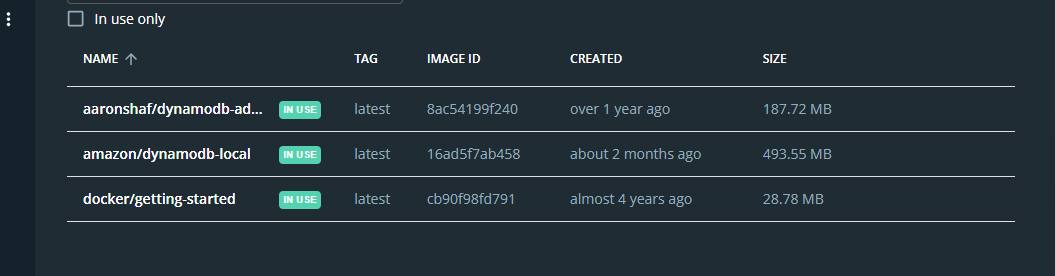 In use only
NAME TAG IMAGE ID CREATED SIZE
aaronshaf/dynamodb-ad... IN USE latest 8ac54199f240 over 1 year ago 187.72 MB
amazon/dynamodb-local IN USE latest 16ad5f7ab458 about 2 months ago 493.55 MB
docker/getting-started IN USE latest cb90f98fd791 almost 4 years ago 28.78 MB